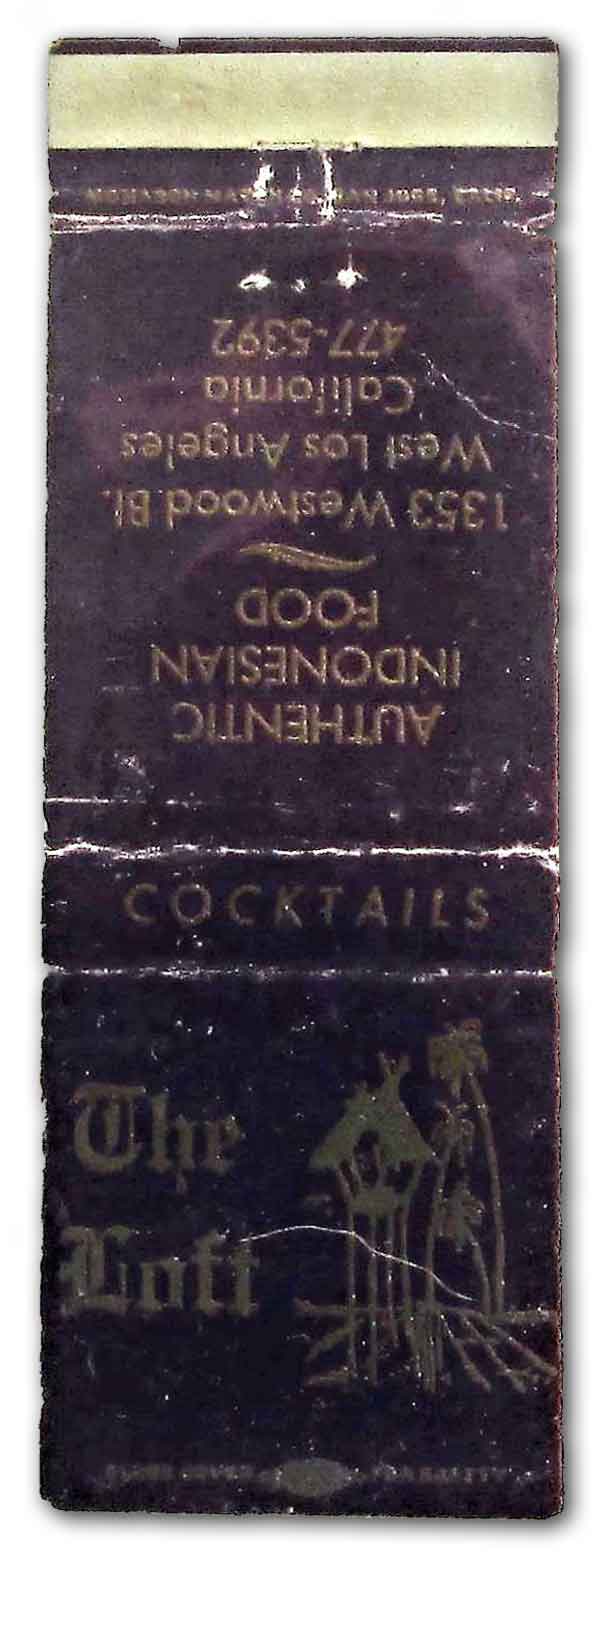 The
Loft
COCKTAILS
AUTHENTIC
INDONESIAN
FOOD
1353 Westwood Bl.
West Los Angeles
California
477-5392